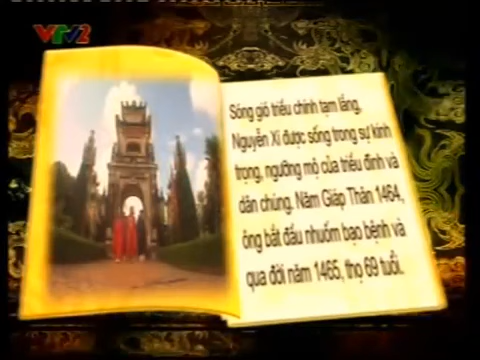 VTV2
Sóng gió triều chính tạm lắng,
Nguyễn Xí được sống trong sự kính
trọng, ngưỡng mộ của triều đình và
dân chúng. Năm Giáp Thân 1464,
ông bắt đầu nhuốm bạo bệnh và
qua đời năm 1465, thọ 69 tuổi.